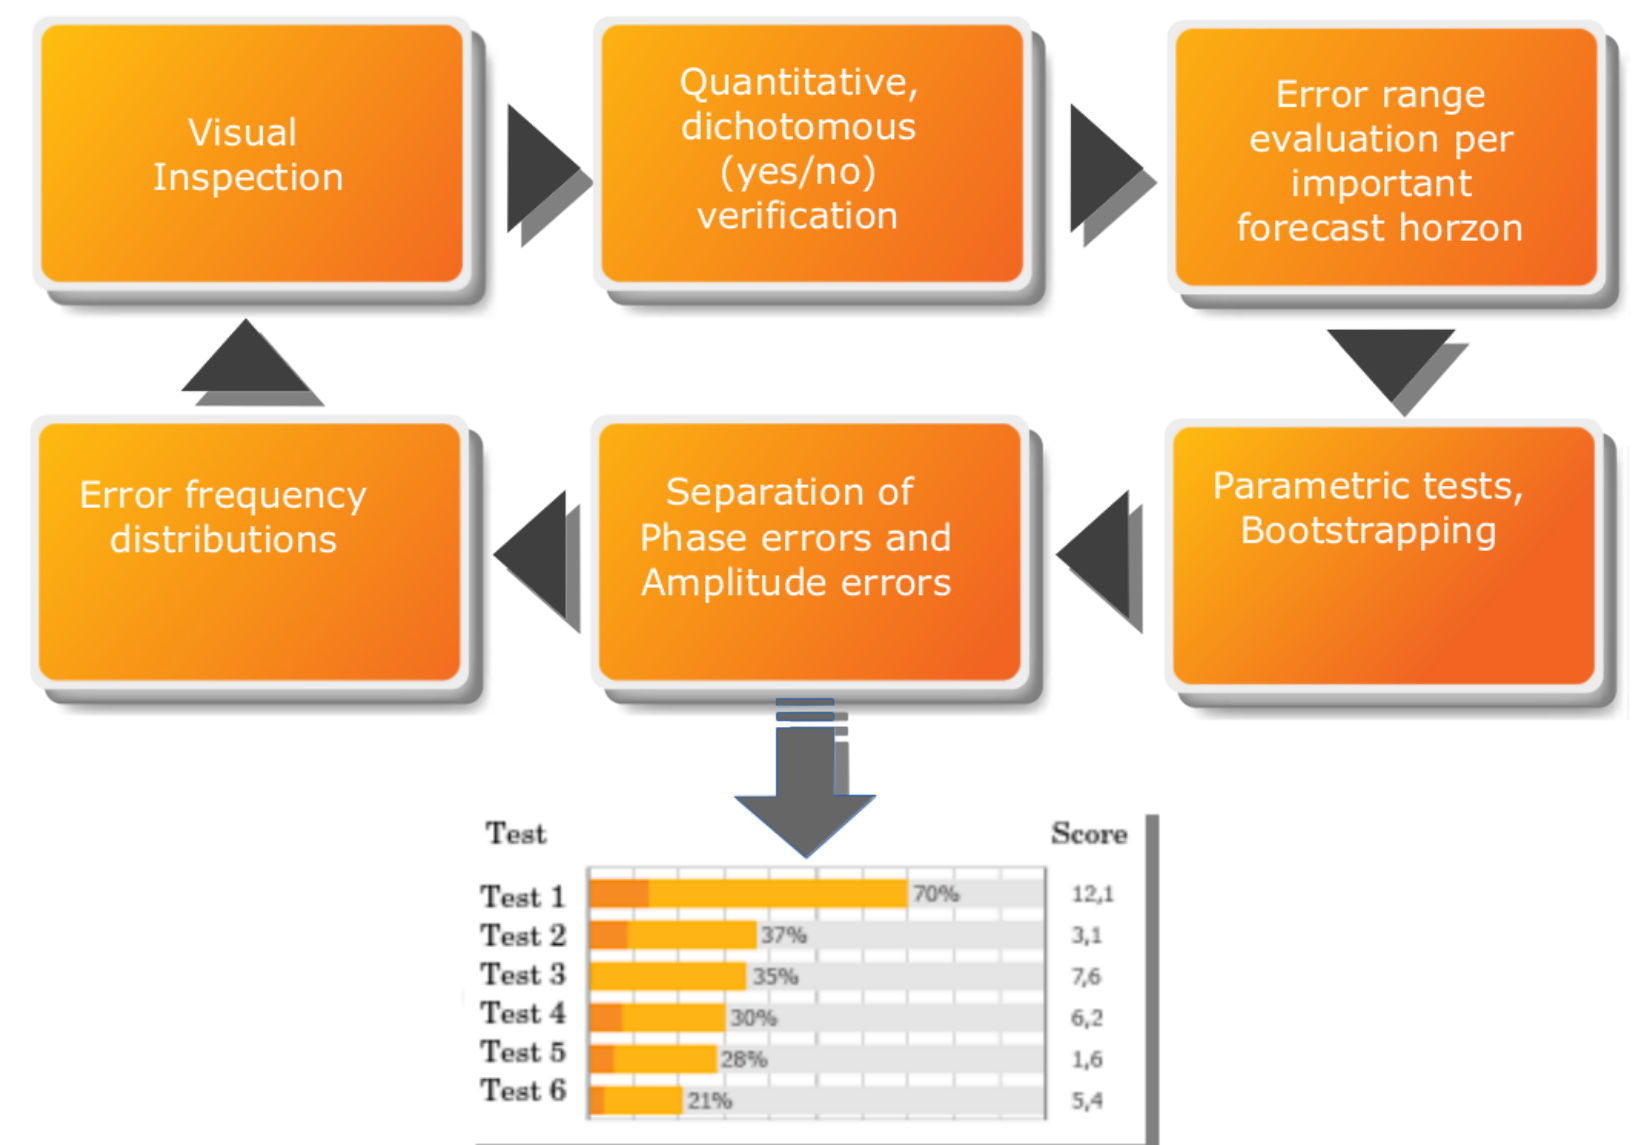 Visual
Inspection
Quantitative,
dichotomous
(yes/no)
verification
Error range
evaluation per
important
forecast horzon
Error frequency
distributions
Separation of
Phase errors and
Amplitude errors
Parametric tests,
Bootstrapping
Test Score
Test 1 70% 12,1
Test 2 37% 3,1
Test 3 35% 7,6
Test 4 30% 6,2
Test 5 28% 1,6
Test 6 21% 5,4